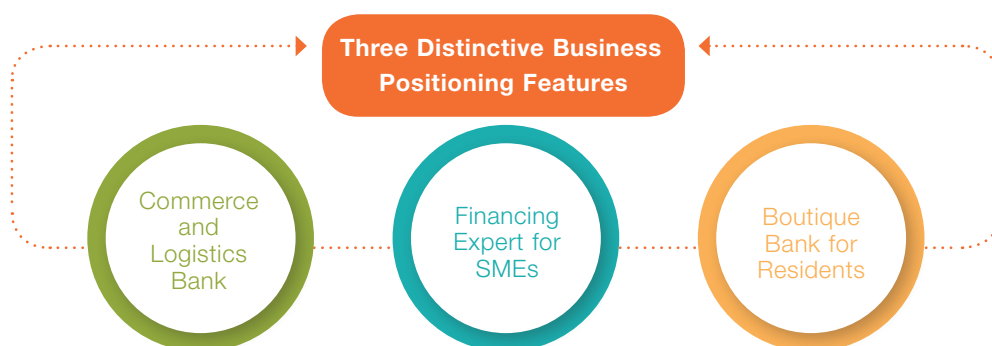 Three Distinctive Business
Positioning Features
Commerce
and
Logistics
Bank
Financing
Expert for
SMEs
Boutique
Bank for
Residents